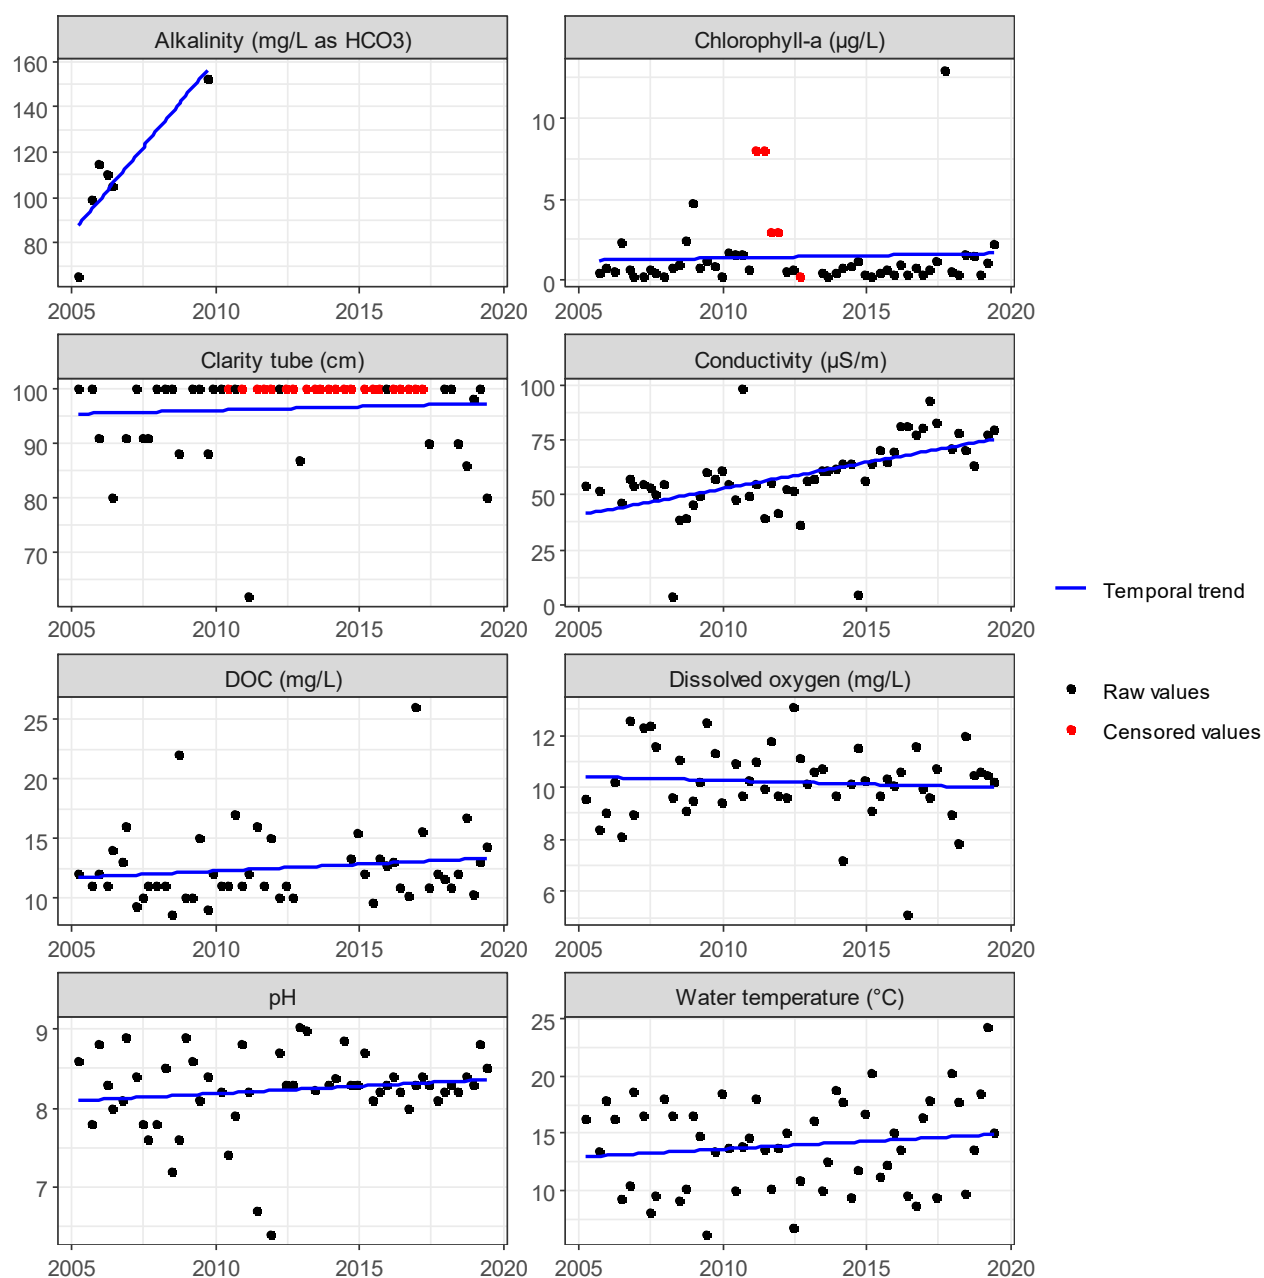 Alkalinity (mg/L as HCO3)
160
140
120
100
80
2005 2010 2015 2020
Chlorophyll-a (µg/L)
10
5
0
2005 2010 2015 2020
Clarity tube (cm)
100
90
80
70
2005 2010 2015 2020
Conductivity (µS/m)
100
75
50
25
0
2005 2010 2015 2020
DOC (mg/L)
25
20
15
10
2005 2010 2015 2020
Dissolved oxygen (mg/L)
12
10
8
6
2005 2010 2015 2020
pH
9
8
7
2005 2010 2015 2020
Water temperature (°C)
25
20
15
10
2005 2010 2015 2020
Temporal trend
Raw values
Censored values